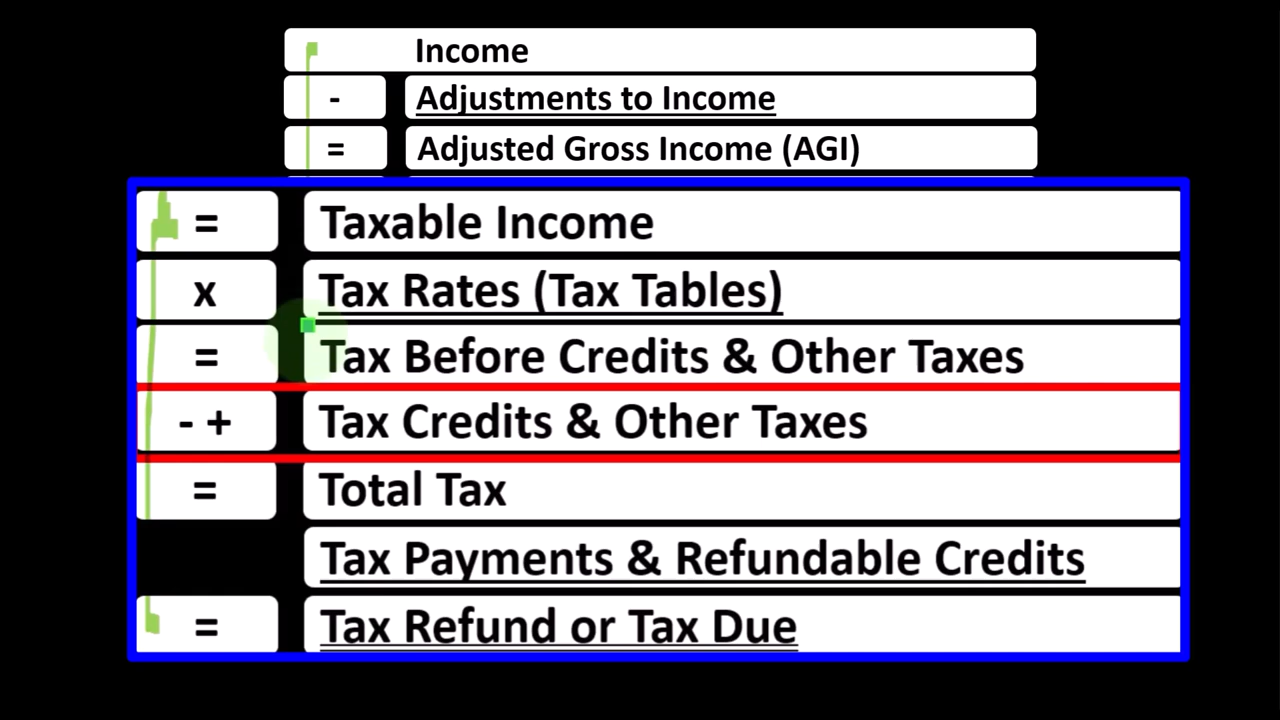 Income
- Adjustments to Income
= Adjusted Gross Income (AGI)
= Taxable Income
x Tax Rates (Tax Tables)
= Tax Before Credits & Other Taxes
- + Tax Credits & Other Taxes
= Total Tax
Tax Payments & Refundable Credits
= Tax Refund or Tax Due